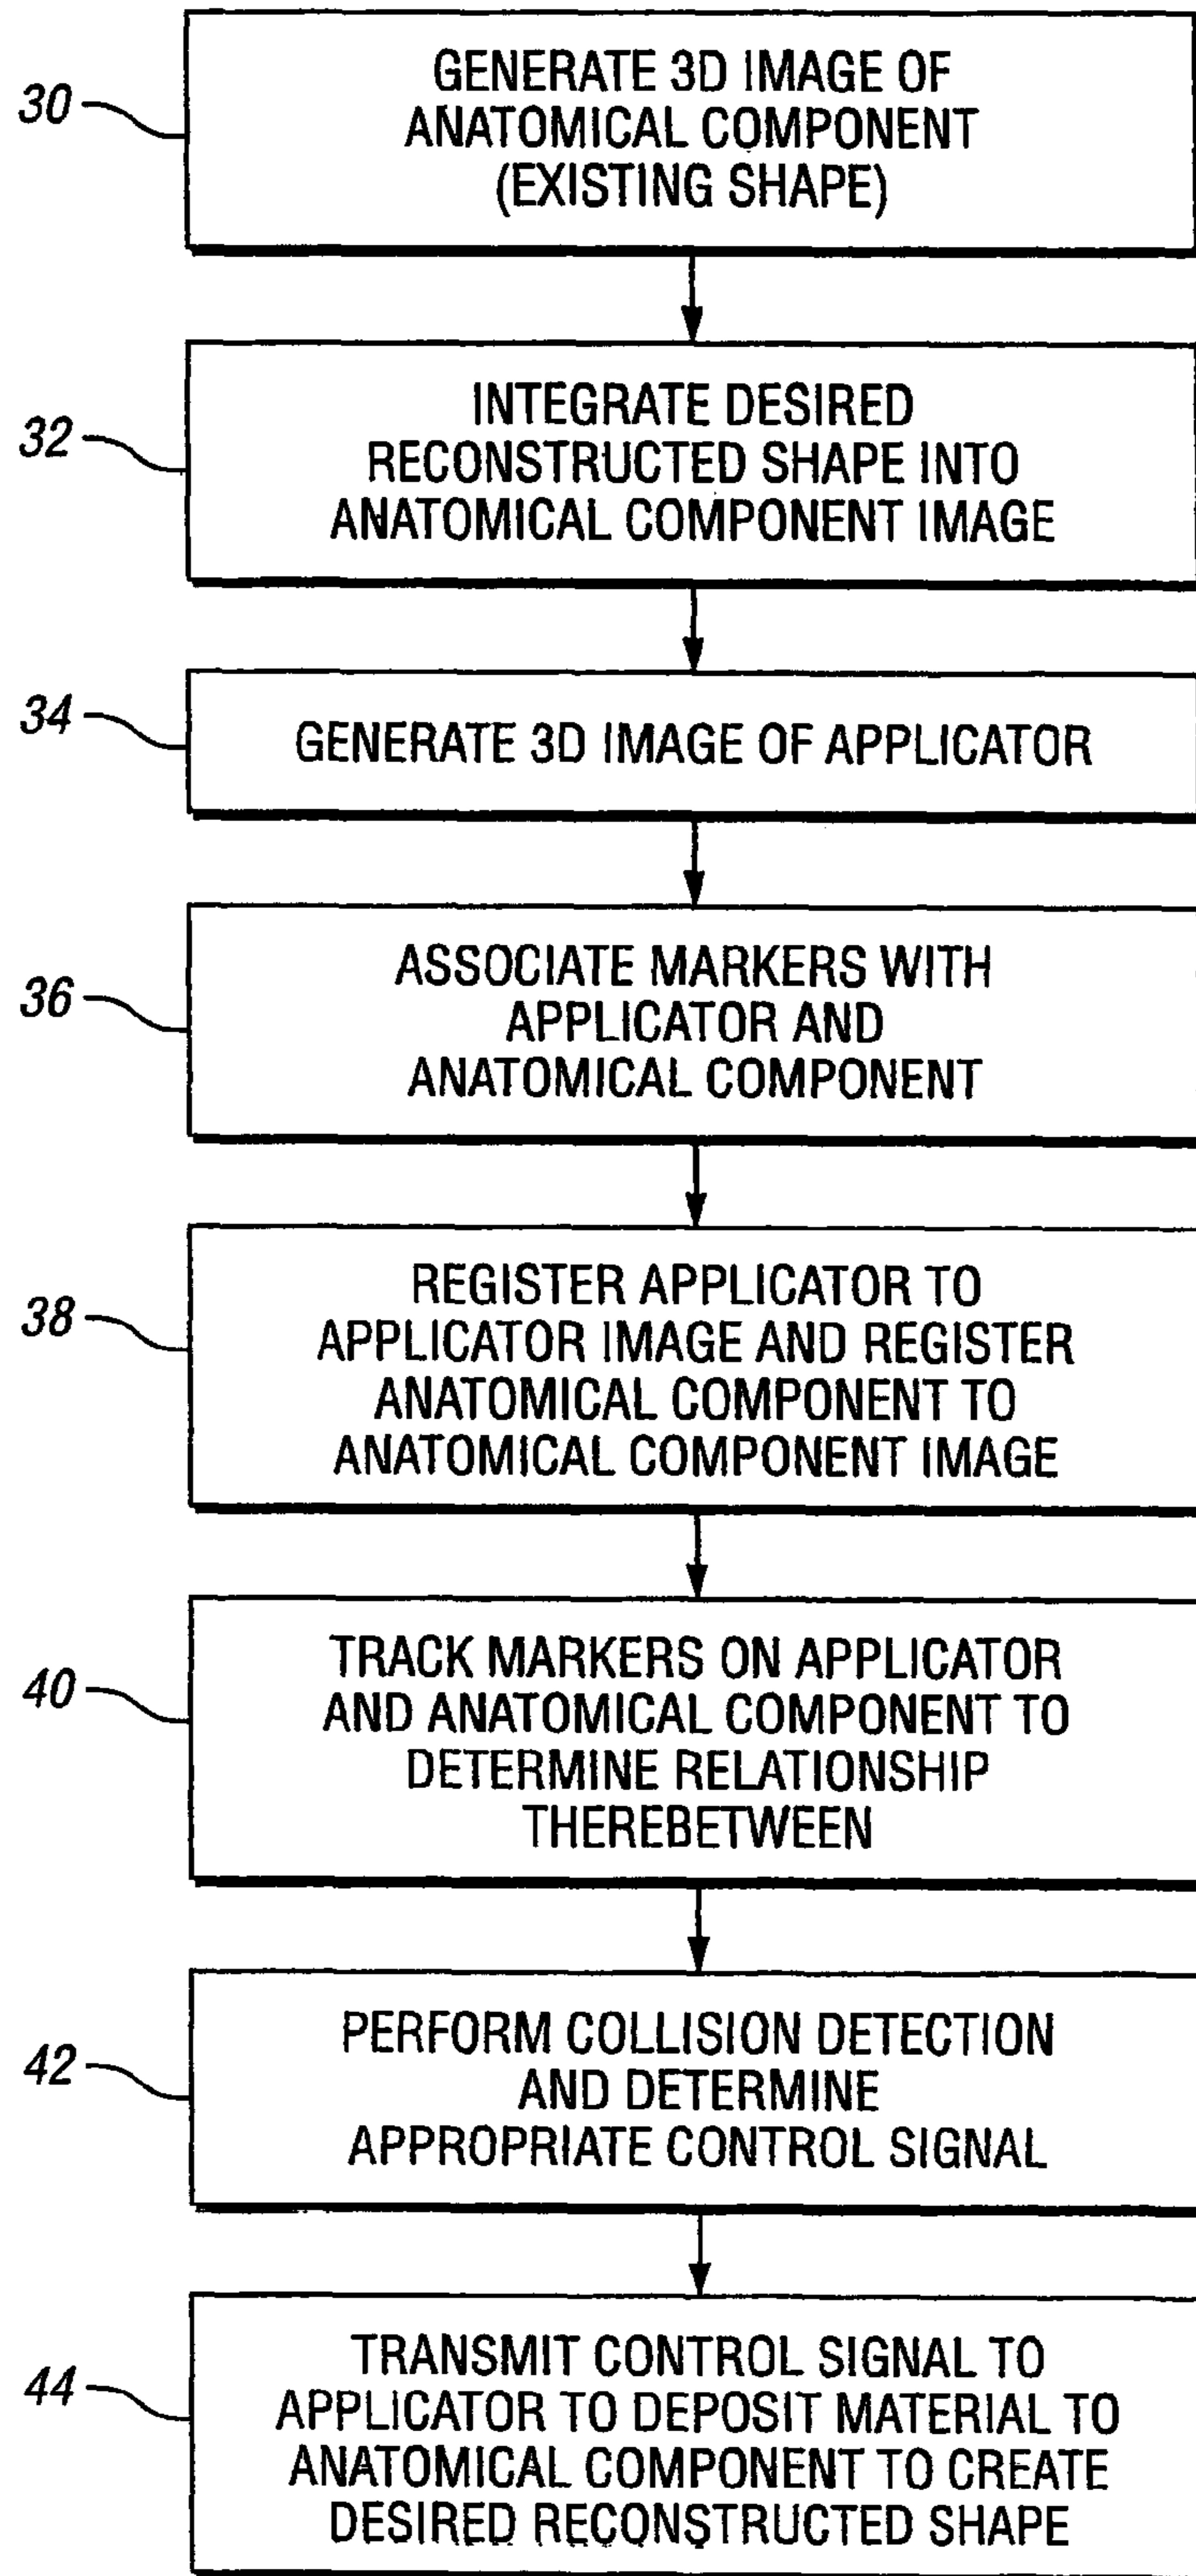 30
GENERATE 3D IMAGE OF
ANATOMICAL COMPONENT
(EXISTING SHAPE)
32
INTEGRATE DESIRED
RECONSTRUCTED SHAPE INTO
ANATOMICAL COMPONENT IMAGE
34
GENERATE 3D IMAGE OF APPLICATOR
36
ASSOCIATE MARKERS WITH
APPLICATOR AND
ANATOMICAL COMPONENT
38
REGISTER APPLICATOR TO
APPLICATOR IMAGE AND REGISTER
ANATOMICAL COMPONENT TO
ANATOMICAL COMPONENT IMAGE
40
TRACK MARKERS ON APPLICATOR
AND ANATOMICAL COMPONENT TO
DETERMINE RELATIONSHIP
THEREBETWEEN
42
PERFORM COLLISION DETECTION
AND DETERMINE
APPROPRIATE CONTROL SIGNAL
44
TRANSMIT CONTROL SIGNAL TO
APPLICATOR TO DEPOSIT MATERIAL TO
ANATOMICAL COMPONENT TO CREATE
DESIRED RECONSTRUCTED SHAPE